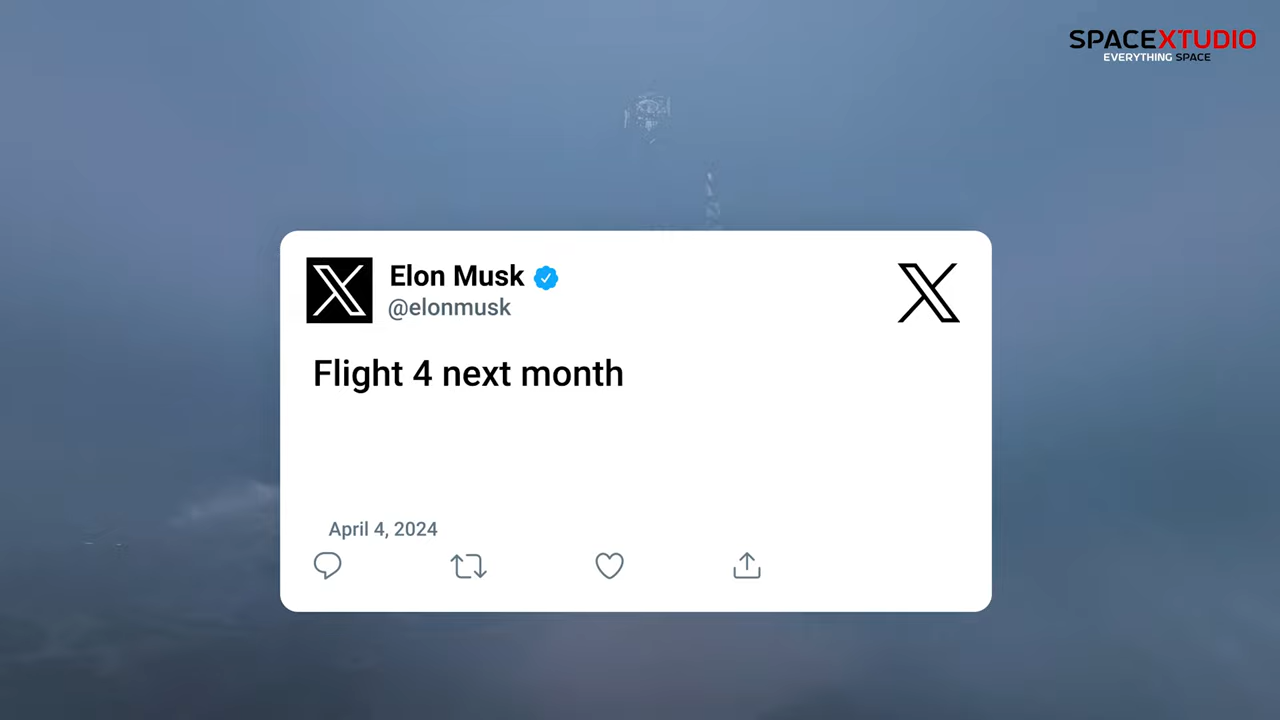 SPACEXTUDIO
EVERYTHING SPACE
Elon Musk
@elonmusk
Flight 4 next month
April 4, 2024